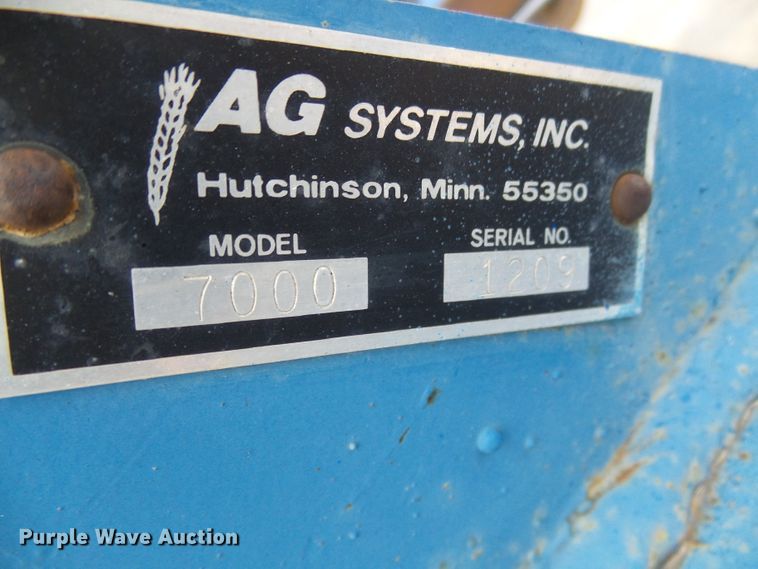 AG SYSTEMS, INC.
Hutchinson, Minn. 55350
MODEL
7000
SERIAL NO.
1209
Purple Wave Auction